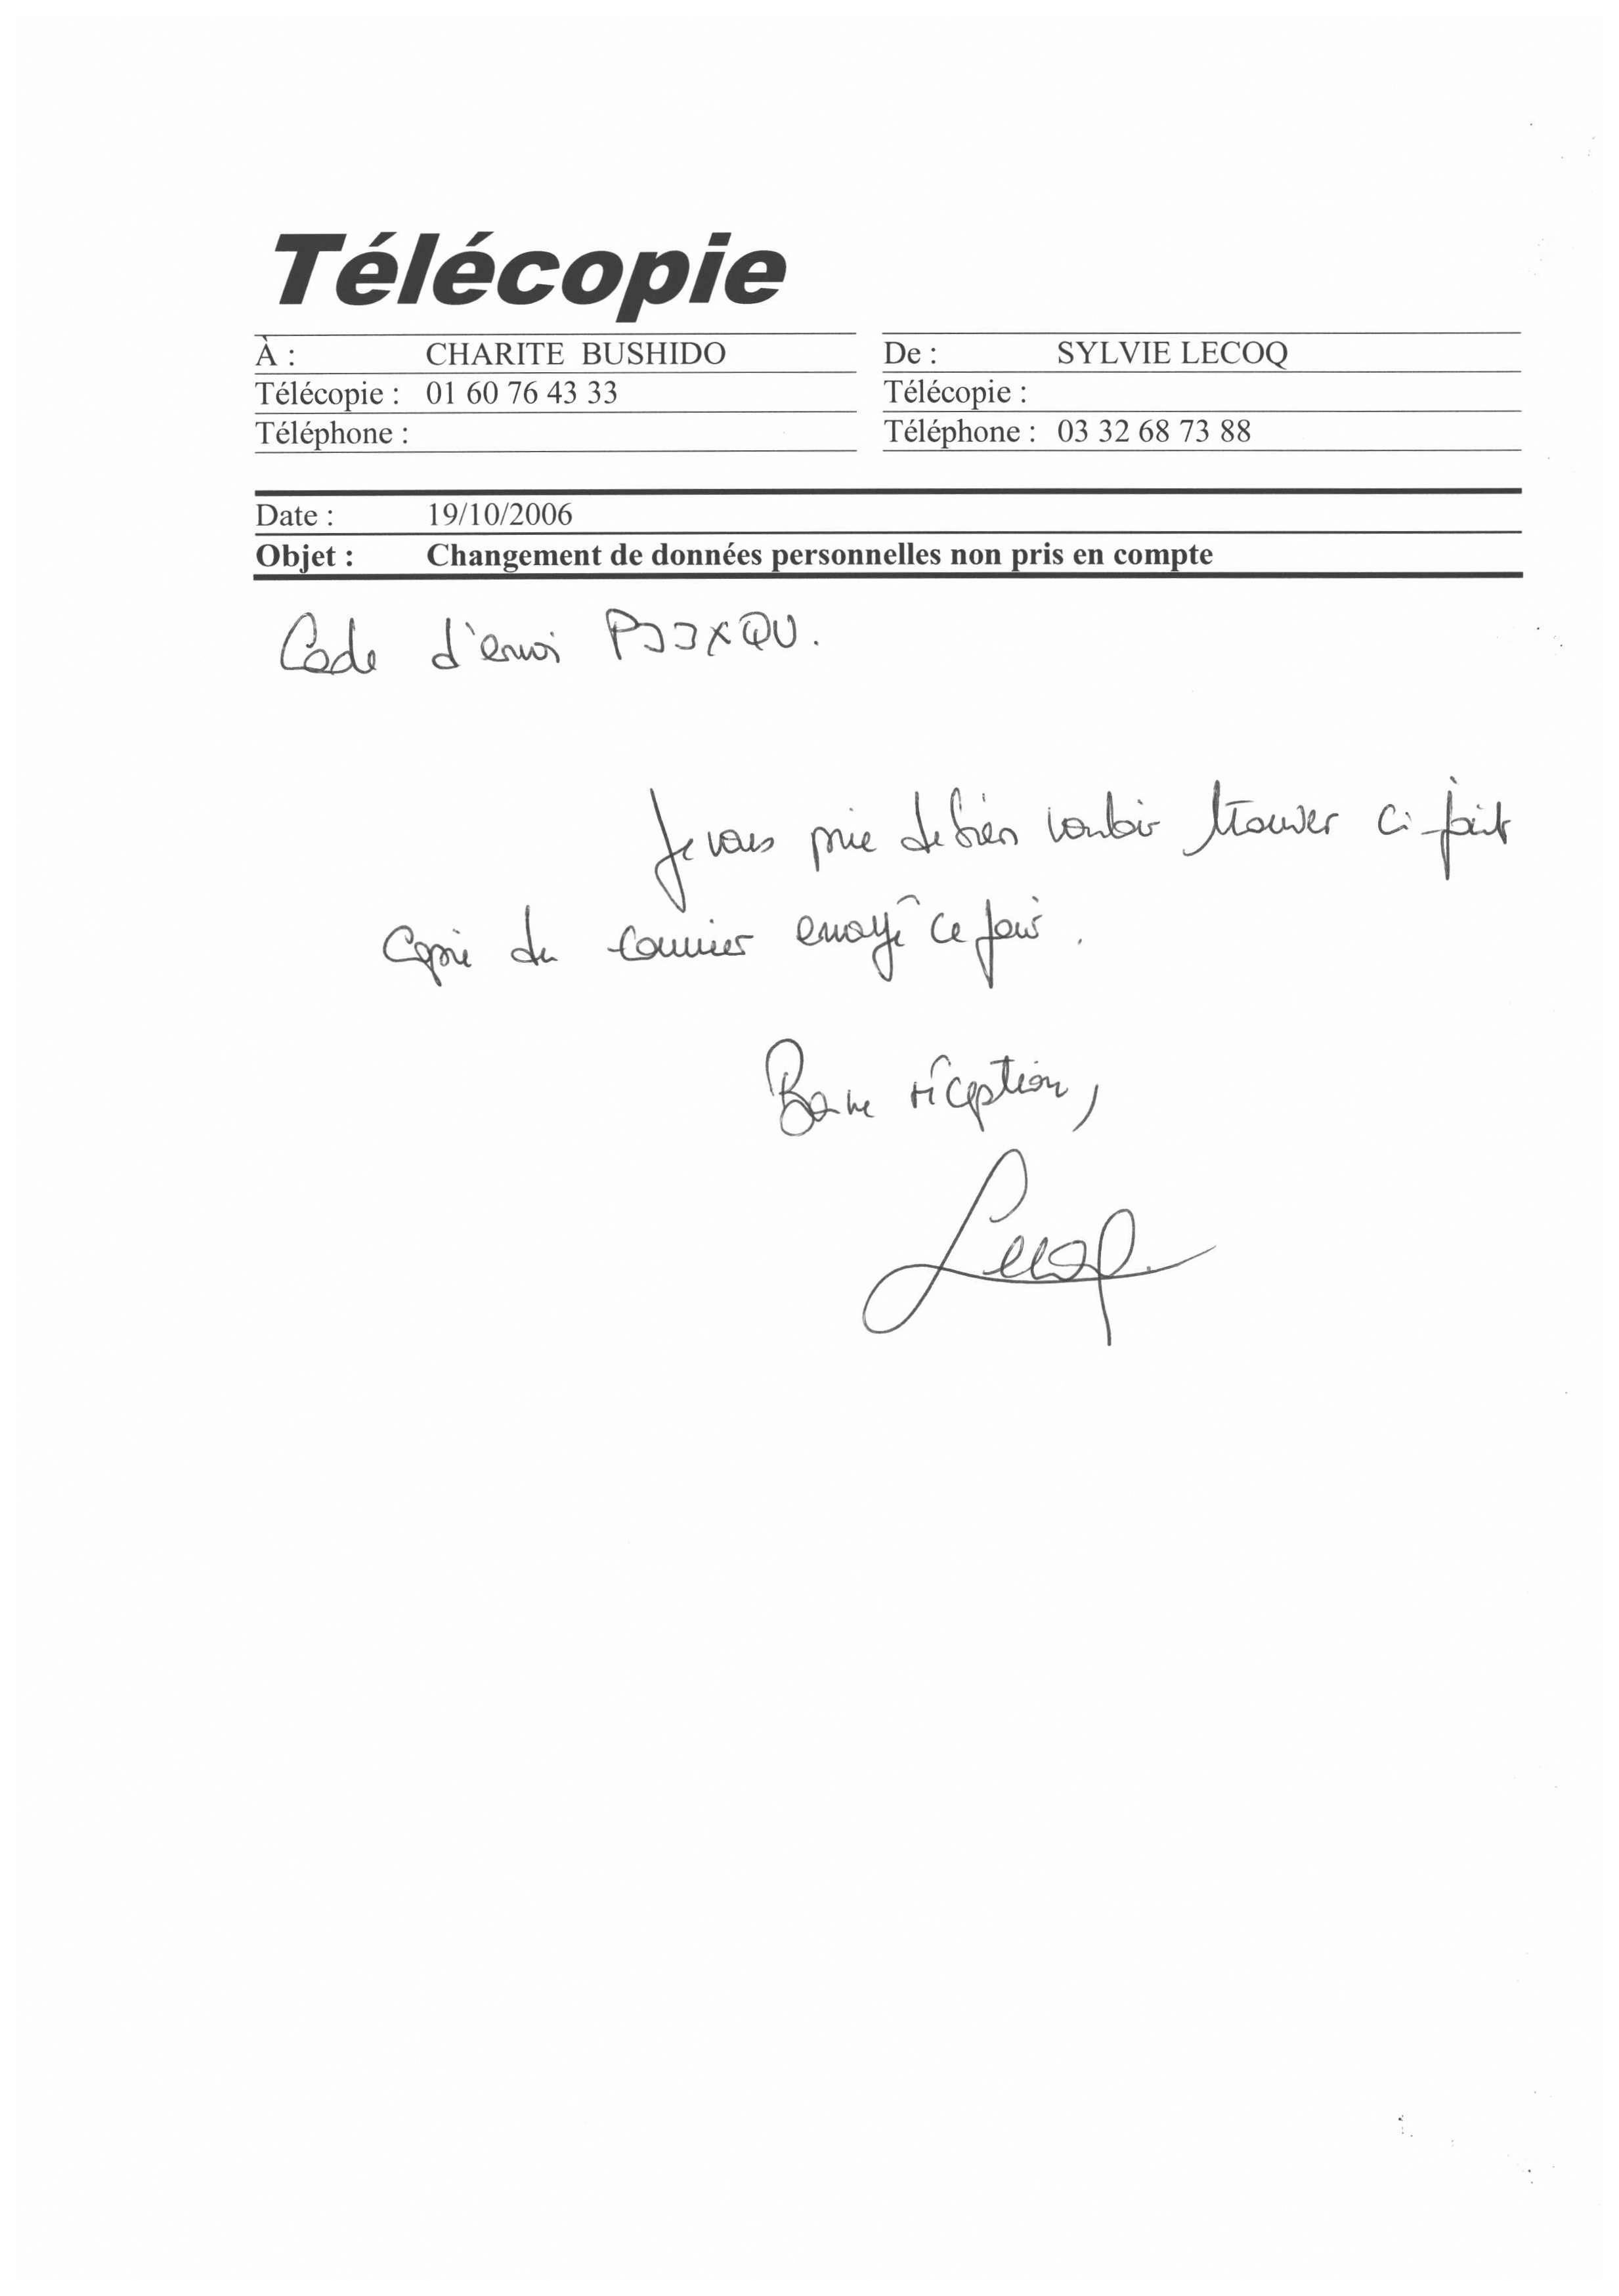 Télécopie
À : CHARITE BUSHIDO
De : SYLVIE LECOQ
Télécopie : 01 60 76 43 33
Télécopie :
Téléphone :
Téléphone : 03 32 68 73 88
Date : 19/10/2006
Objet : Changement de données personnelles non pris en compte
Code d'envoi PJJXQU.
Je vous prie de bien vouloir trouver ci-joint
copie du courrier envoyé ce jour.
Bonne réception,
Lecoq